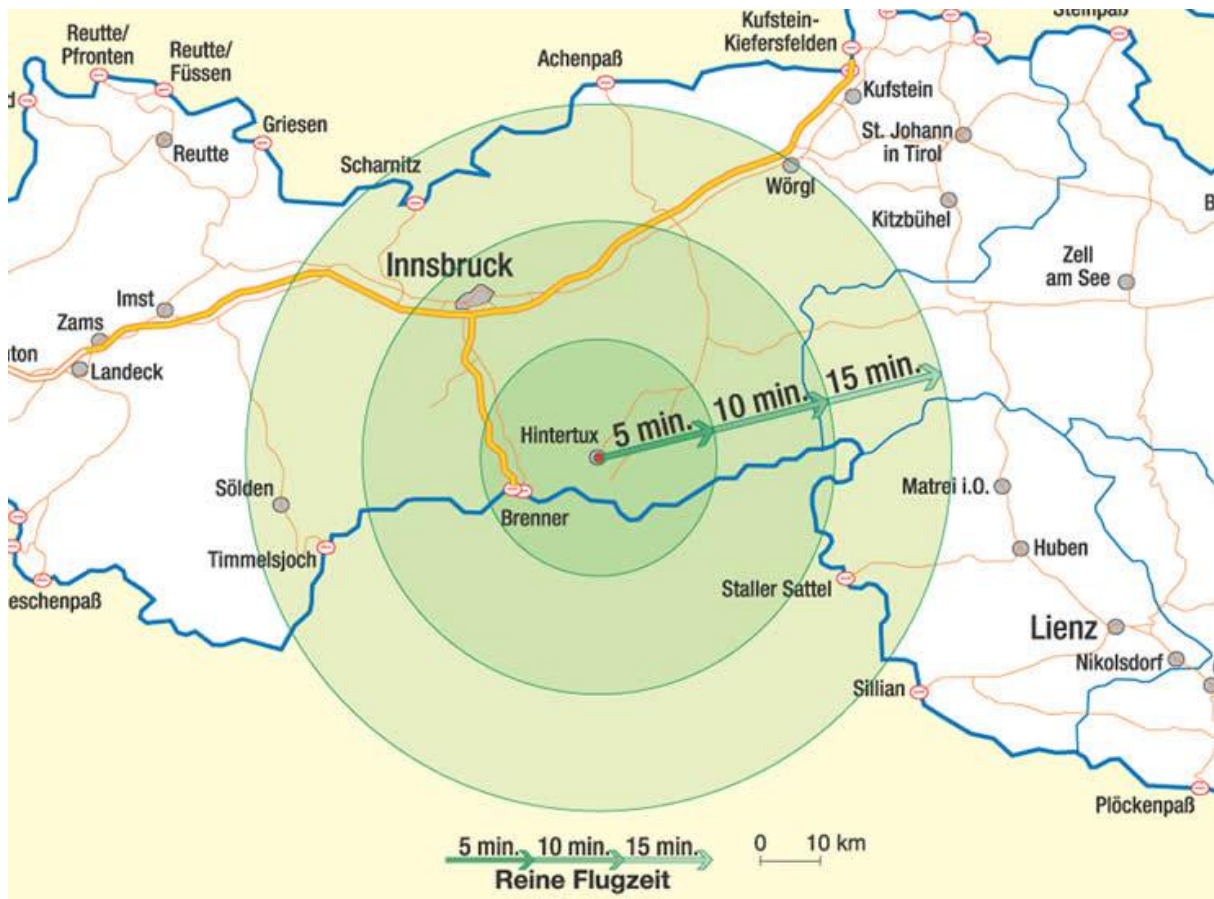 Reutte/
Pfronten
Reutte/
Füssen
Achenpaß
Kufstein-
Kiefersfelden
Kufstein
Griesen
Reutte
Scharnitz
St. Johann
in Tirol
Wörgl
Kitzbühel
Innsbruck
Zell
am See
Imst
Zams
Landeck
15 min.
10 min.
5 min.
Hintertux
Sölden
Matrei i.O.
Brenner
Timmelsjoch
Huben
Staller Sattel
eschenpaß
Lienz
Nikolsdorf
Sillian
Plöckenpaß
5 min. 10 min. 15 min.
0 10 km
Reine Flugzeit